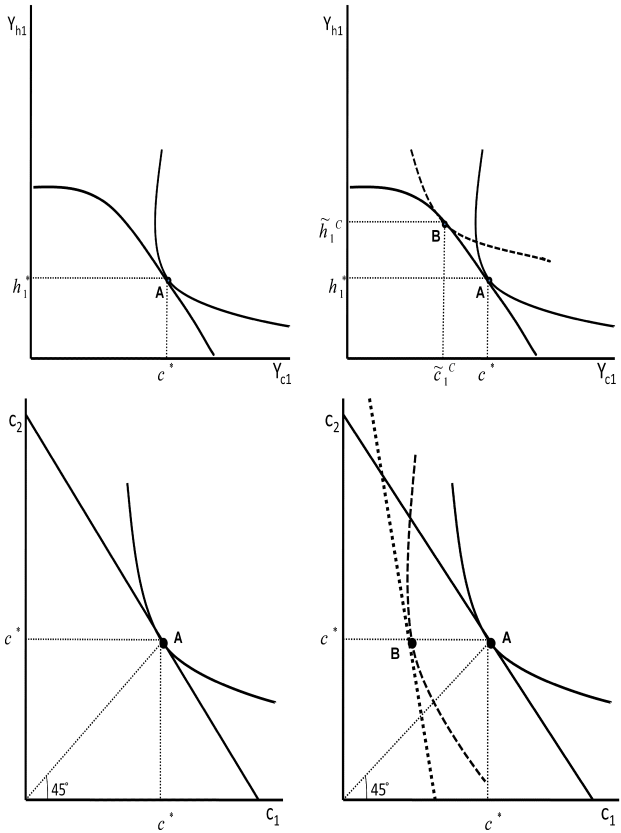 Y_h1
A
h_1^*
c^*
Y_c1
Y_h1
h̃_1^C
B
h_1^*
A
c̃_1^C
c^*
Y_c1
C_2
c^*
A
45°
c^*
C_1
C_2
c^*
A
B
45°
c^*
C_1